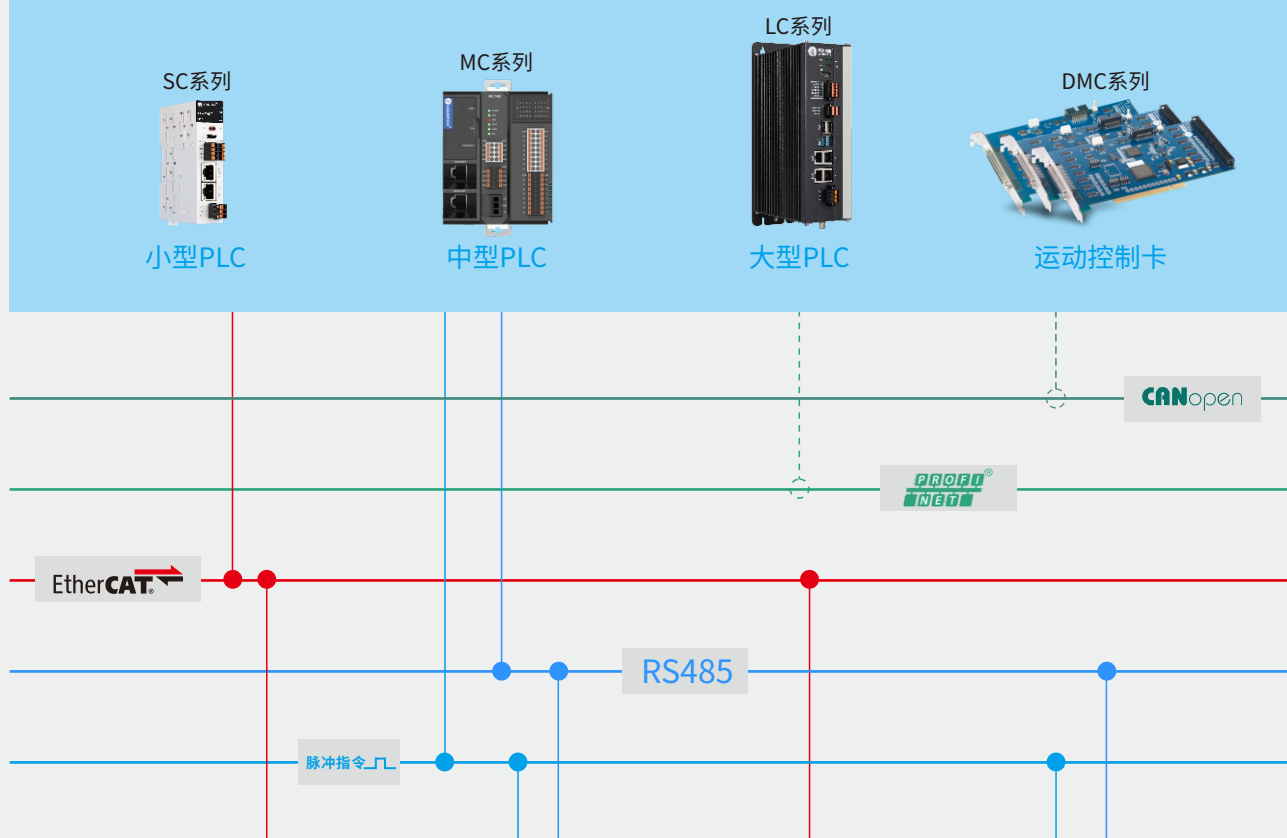 LC系列
MC系列
SC系列
DMC系列
小型PLC
中型PLC
大型PLC
运动控制卡
CANopen
PROFI®
NET
EtherCAT®
RS485
脉冲指令